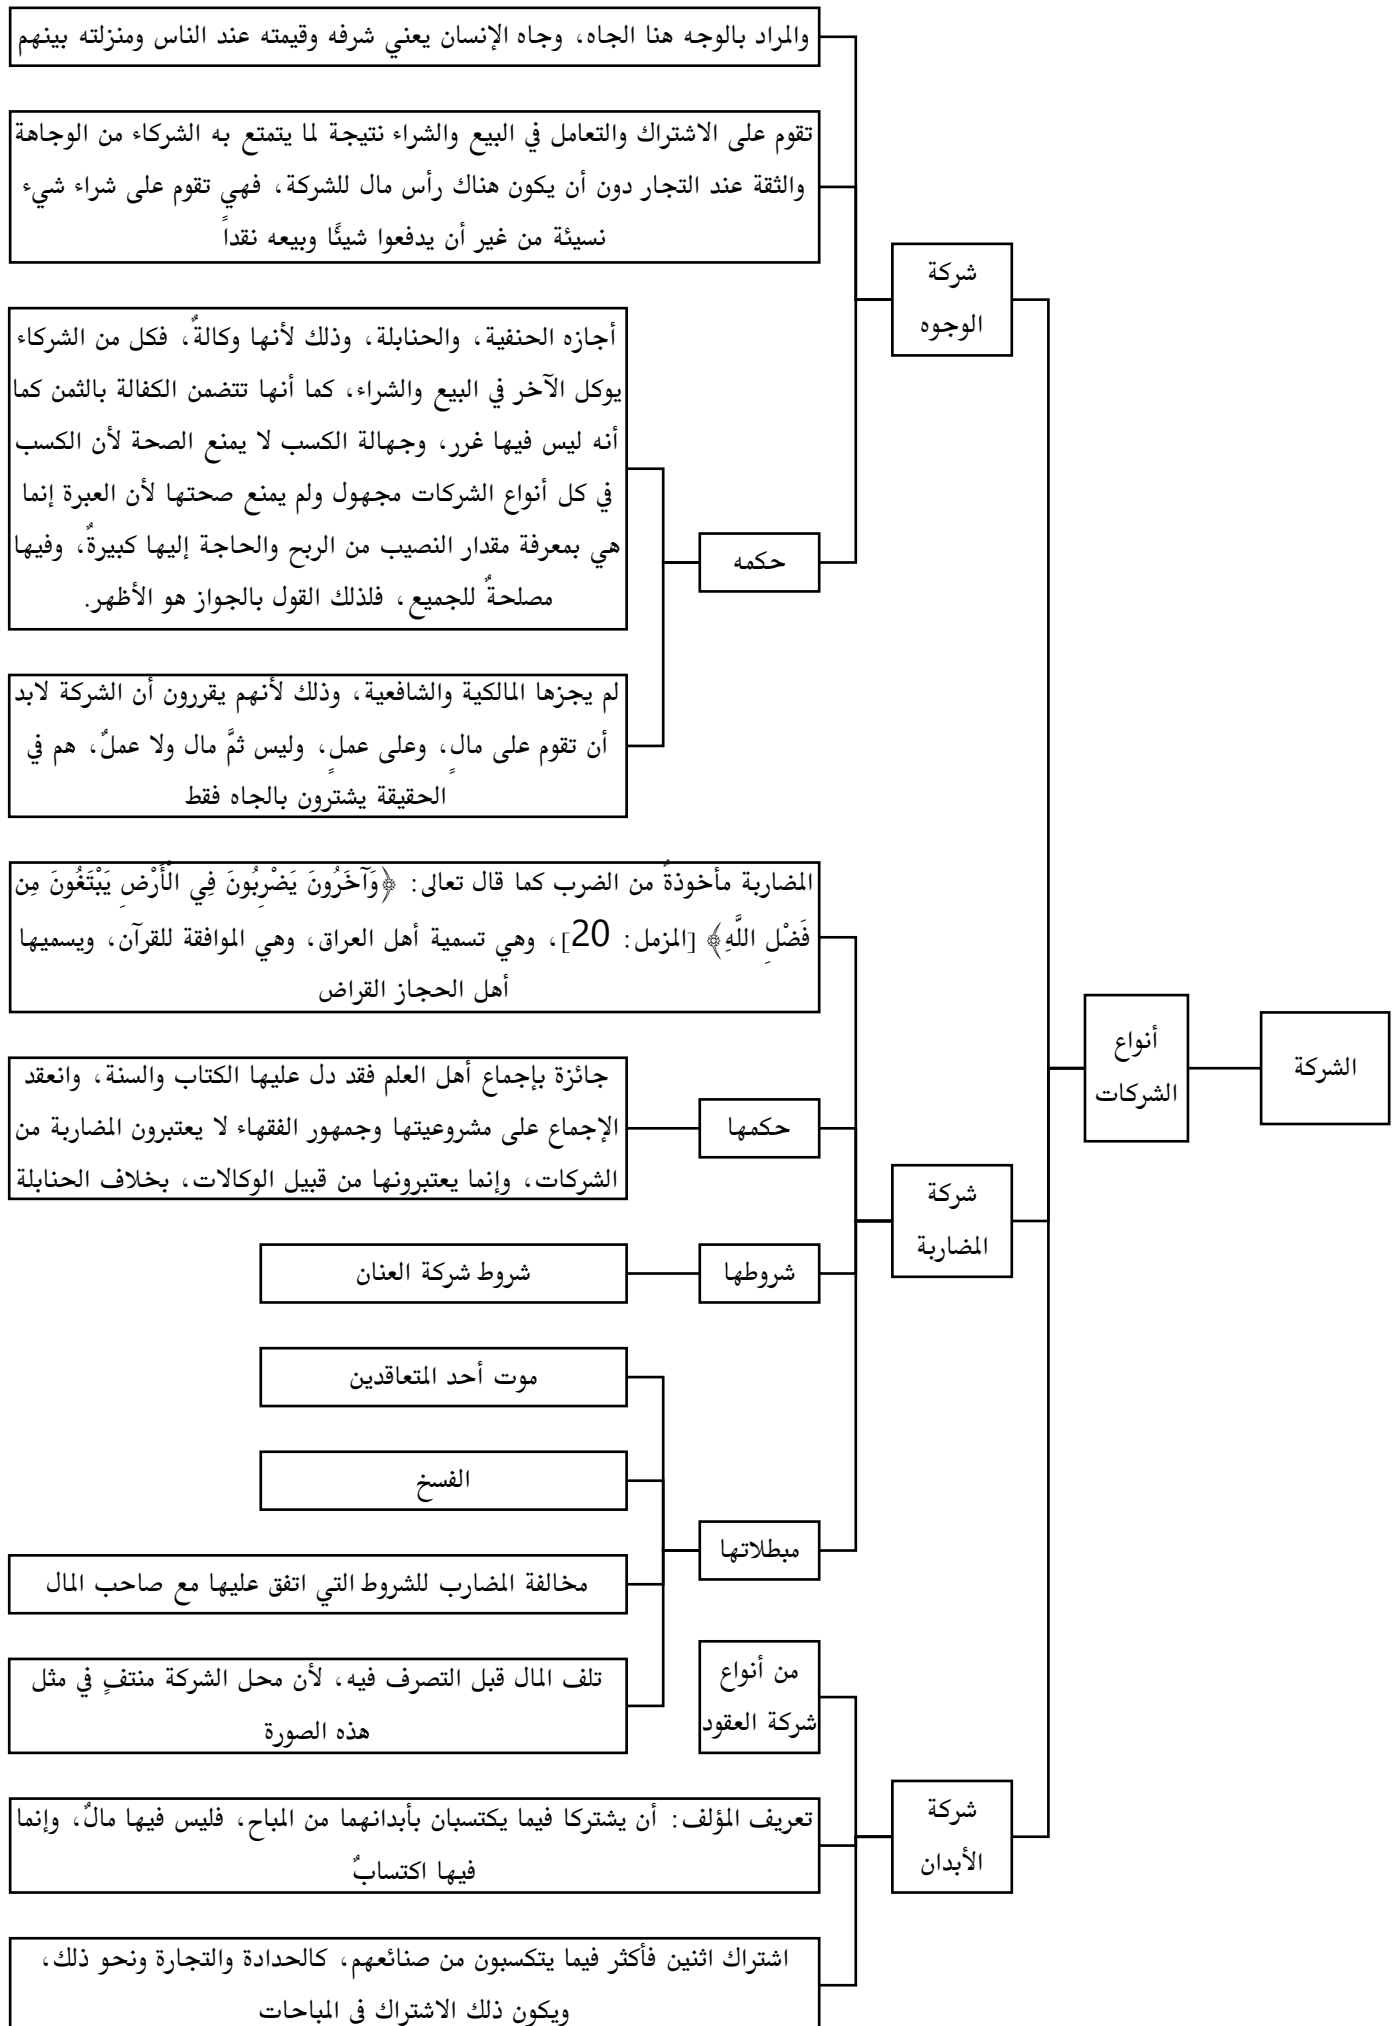 الشركة
أنواع
الشركات
شركة
الوجوه
والمراد بالوجه هنا الجاه، وجاه الإنسان يعني شرفه وقيمته عند الناس ومنزلته بينهم
تقوم على الاشتراك والتعامل في البيع والشراء نتيجة لما يتمتع به الشركاء من الوجاهة
والثقة عند التجار دون أن يكون هناك رأس مال للشركة، فهي تقوم على شراء شيء
نسيئة من غير أن يدفعوا شيئًا وبيعه نقداً
حكمه
أجازه الحنفية، والحنابلة، وذلك لأنها وكالةٌ، فكل من الشركاء
يوكل الآخر في البيع والشراء، كما أنها تتضمن الكفالة بالثمن كما
أنه ليس فيها غرر، وجهالة الكسب لا يمنع الصحة لأن الكسب
في كل أنواع الشركات مجهول ولم يمنع صحتها لأن العبرة إنما
هي بمعرفة مقدار النصيب من الربح والحاجة إليها كبيرةٌ، وفيها
مصلحةٌ للجميع، فلذلك القول بالجواز هو الأظهر.
لم يجزها المالكية والشافعية، وذلك لأنهم يقررون أن الشركة لابد
أن تقوم على مالٍ، وعلى عملٍ، وليس ثمَّ مال ولا عملٌ، هم في
الحقيقة يشترون بالجاه فقط
شركة
المضاربة
المضاربة مأخوذةٌ من الضرب كما قال تعالى: ﴿وَآخَرُونَ يَضْرِبُونَ فِي الْأَرْضِ يَبْتَغُونَ مِن
فَضْلِ اللَّهِ﴾ [المزمل: 20]، وهي تسمية أهل العراق، وهي الموافقة للقرآن، ويسميها
أهل الحجاز القراض
حكمها
جائزة بإجماع أهل العلم فقد دل عليها الكتاب والسنة، وانعقد
الإجماع على مشروعيتها وجمهور الفقهاء لا يعتبرون المضاربة من
الشركات، وإنما يعتبرونها من قبيل الوكالات، بخلاف الحنابلة
شروطها
شروط شركة العنان
مبطلاتها
موت أحد المتعاقدين
الفسخ
مخالفة المضارب للشروط التي اتفق عليها مع صاحب المال
تلف المال قبل التصرف فيه، لأن محل الشركة منتفٍ في مثل
هذه الصورة
شركة
الأبدان
من أنواع
شركة العقود
تعريف المؤلف: أن يشتركا فيما يكتسبان بأبدانهما من المباح، فليس فيها مالٌ، وإنما
فيها اكتسابٌ
اشتراك اثنين فأكثر فيما يتكسبون من صنائعهم، كالحدادة والتجارة ونحو ذلك،
ويكون ذلك الاشتراك في المباحات